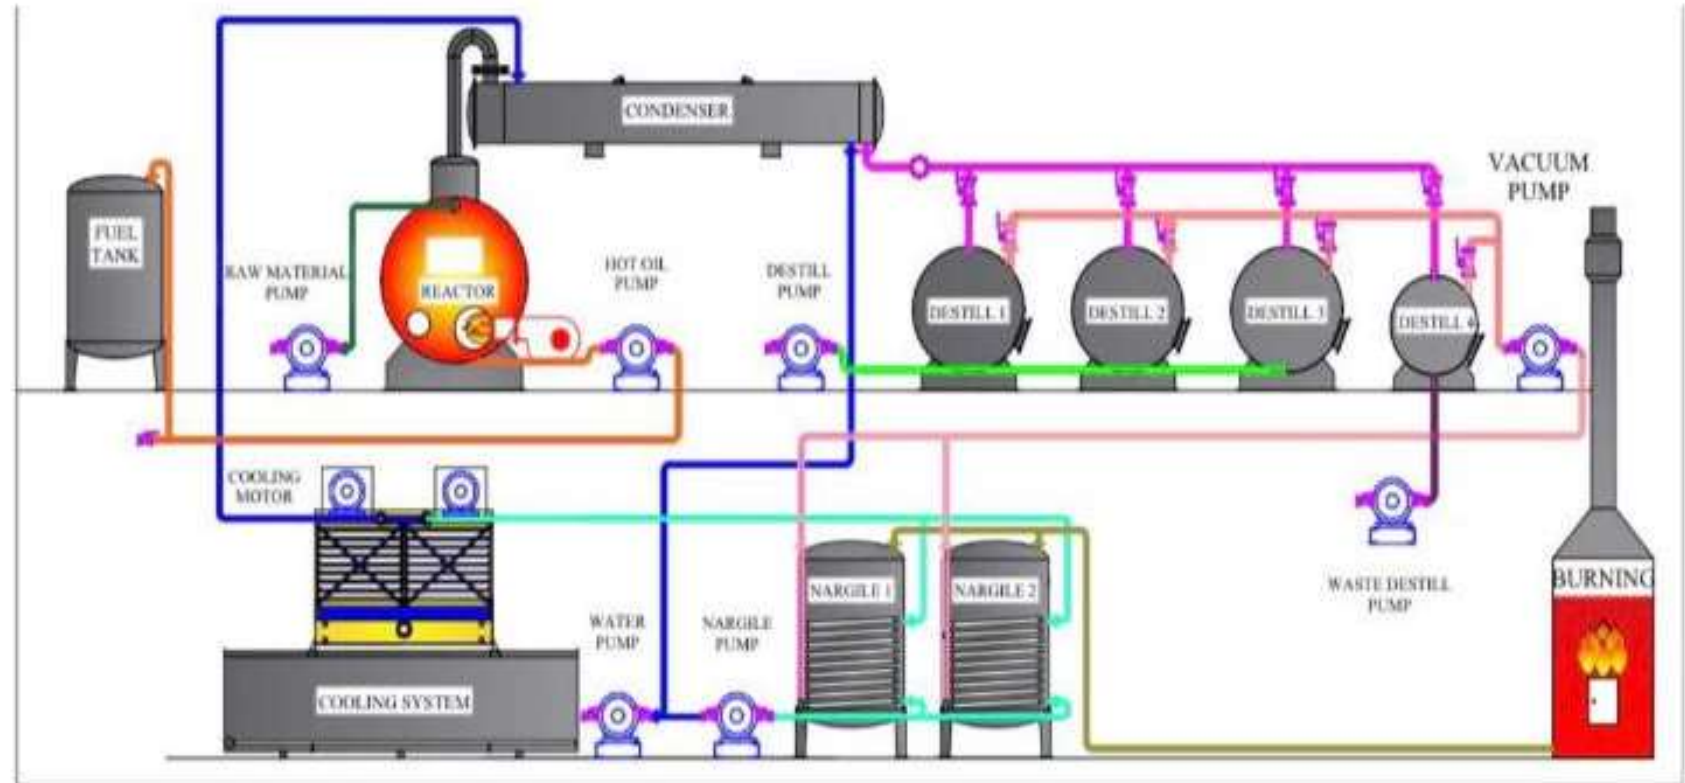 CONDENSER
VACUUM
PUMP
FUEL
TANK
RAW MATERIAL
PUMP
REACTOR
HOT OIL
PUMP
DESTILL
PUMP
DESTILL 1
DESTILL 2
DESTILL 3
DESTILL 4
COOLING
MOTOR
NARGILE 1
NARGILE 2
WASTE DESTILL
PUMP
BURNING
WATER
PUMP
NARGILE
PUMP
COOLING SYSTEM